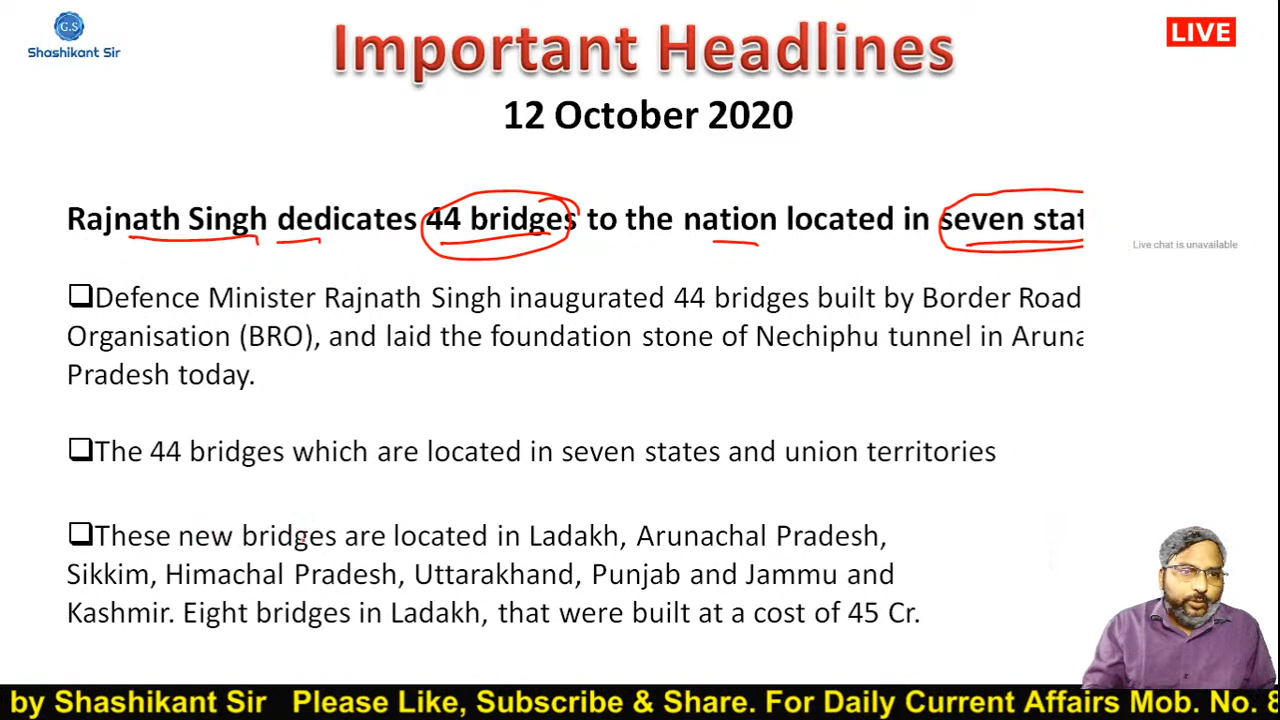 G.S
Shashikant Sir
Important Headlines
LIVE
12 October 2020
Rajnath Singh dedicates 44 bridges to the nation located in seven stat
Live chat is unavailable
❑Defence Minister Rajnath Singh inaugurated 44 bridges built by Border Road
Organisation (BRO), and laid the foundation stone of Nechiphu tunnel in Aruna
Pradesh today.
❑The 44 bridges which are located in seven states and union territories
❑These new bridges are located in Ladakh, Arunachal Pradesh,
Sikkim, Himachal Pradesh, Uttarakhand, Punjab and Jammu and
Kashmir. Eight bridges in Ladakh, that were built at a cost of 45 Cr.
by Shashikant Sir Please Like, Subscribe & Share. For Daily Current Affairs Mob. No. 8